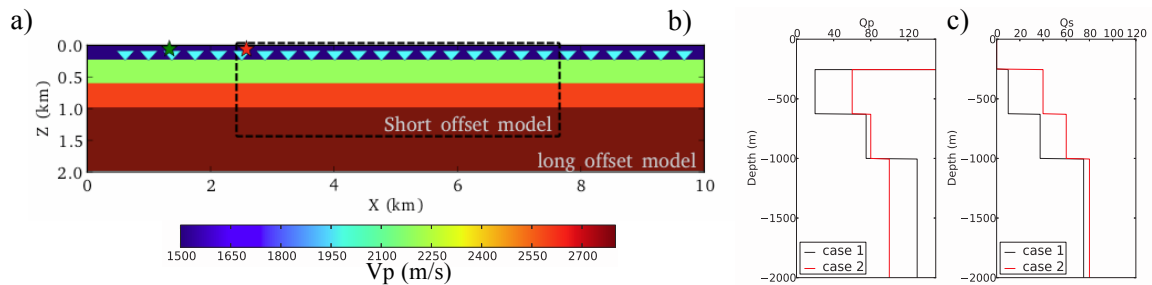 a)
0.0
0.5
1.0
1.5
2.0
Z (km)
Short offset model
long offset model
0 2 4 6 8 10
X (km)
1500 1650 1800 1950 2100 2250 2400 2550 2700
Vp (m/s)
b)
Qp
0 40 80 120
0
−500
−1000
−1500
−2000
Depth (m)
case 1
case 2
c)
Qs
0 20 40 60 80 100 120
0
−500
−1000
−1500
−2000
Depth (m)
case 1
case 2